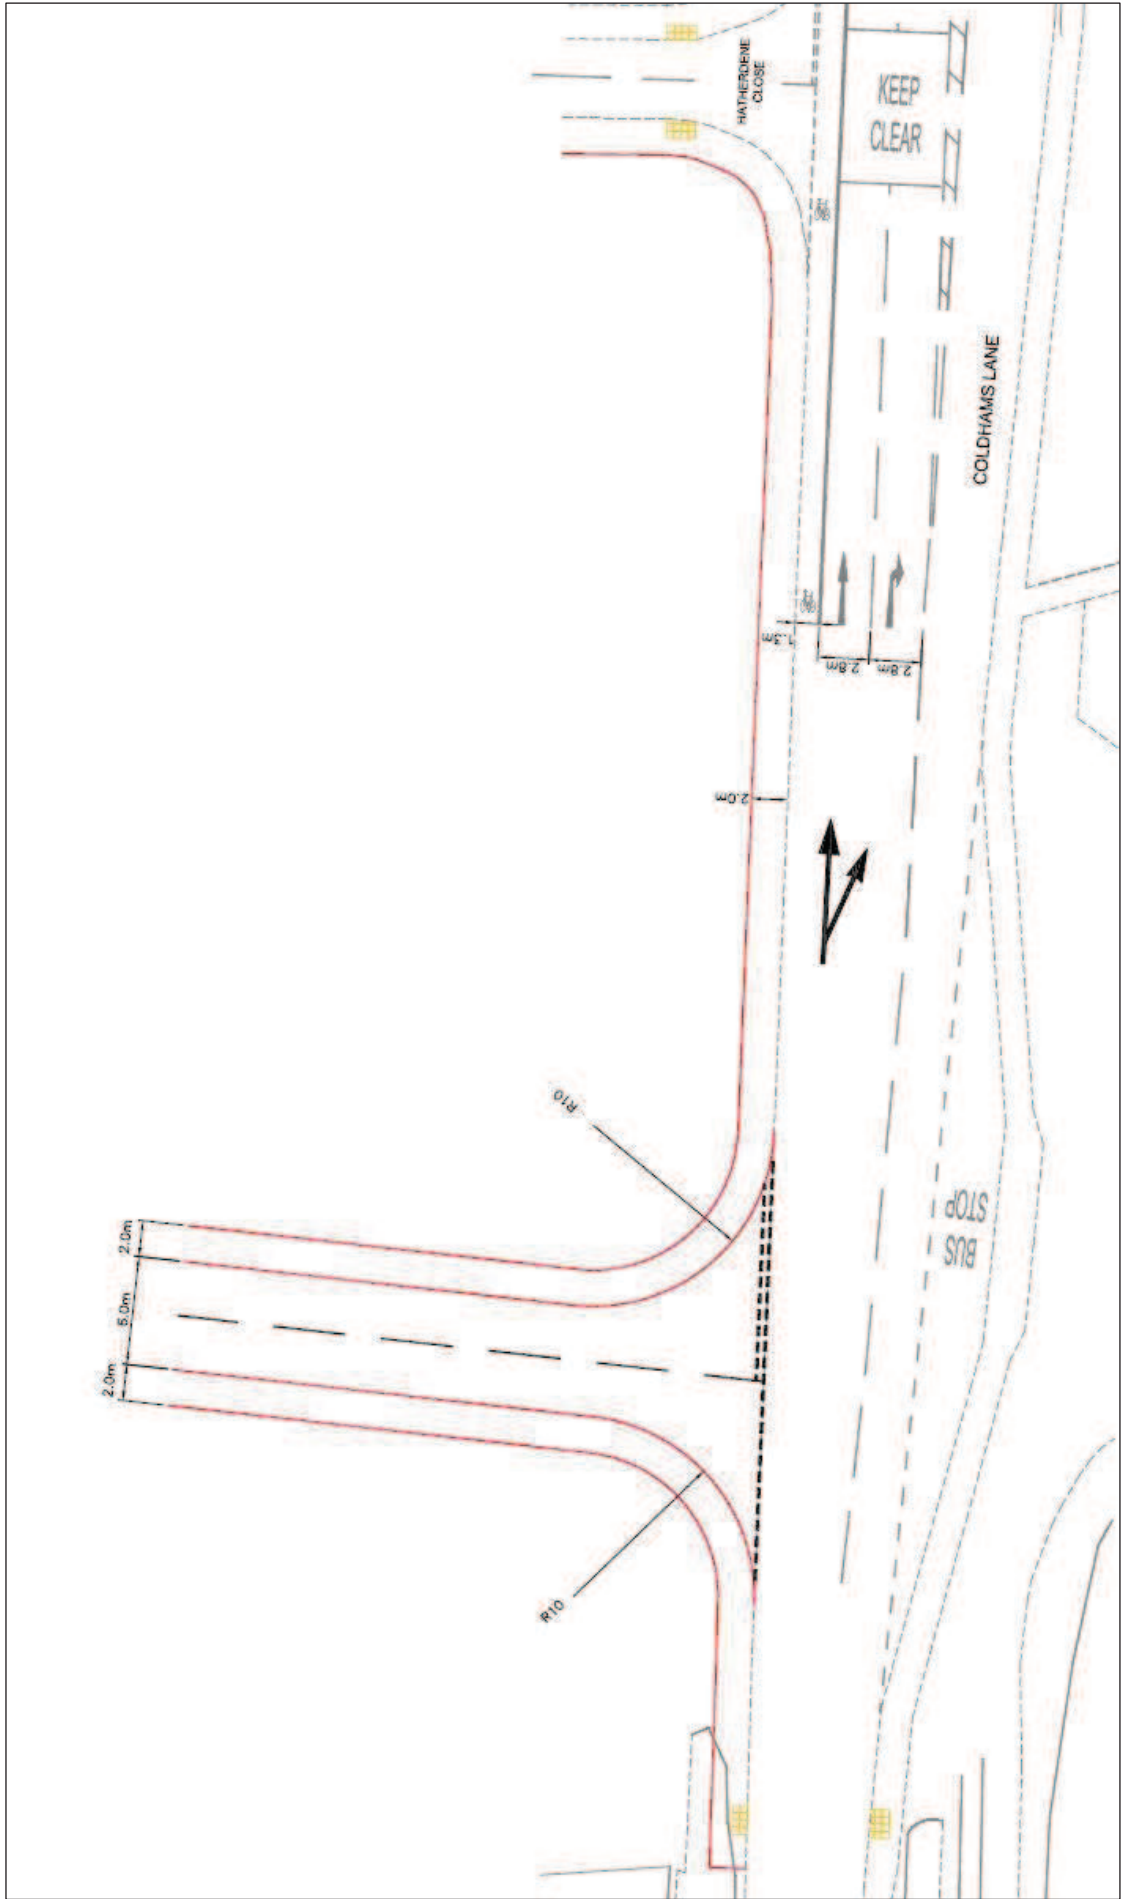 HATHERDENE
CLOSE
KEEP
CLEAR
COLDHAMS LANE
1.3m
2.8m
2.8m
2.0m
R10
BUS
STOP
2.0m
5.0m
2.0m
R10